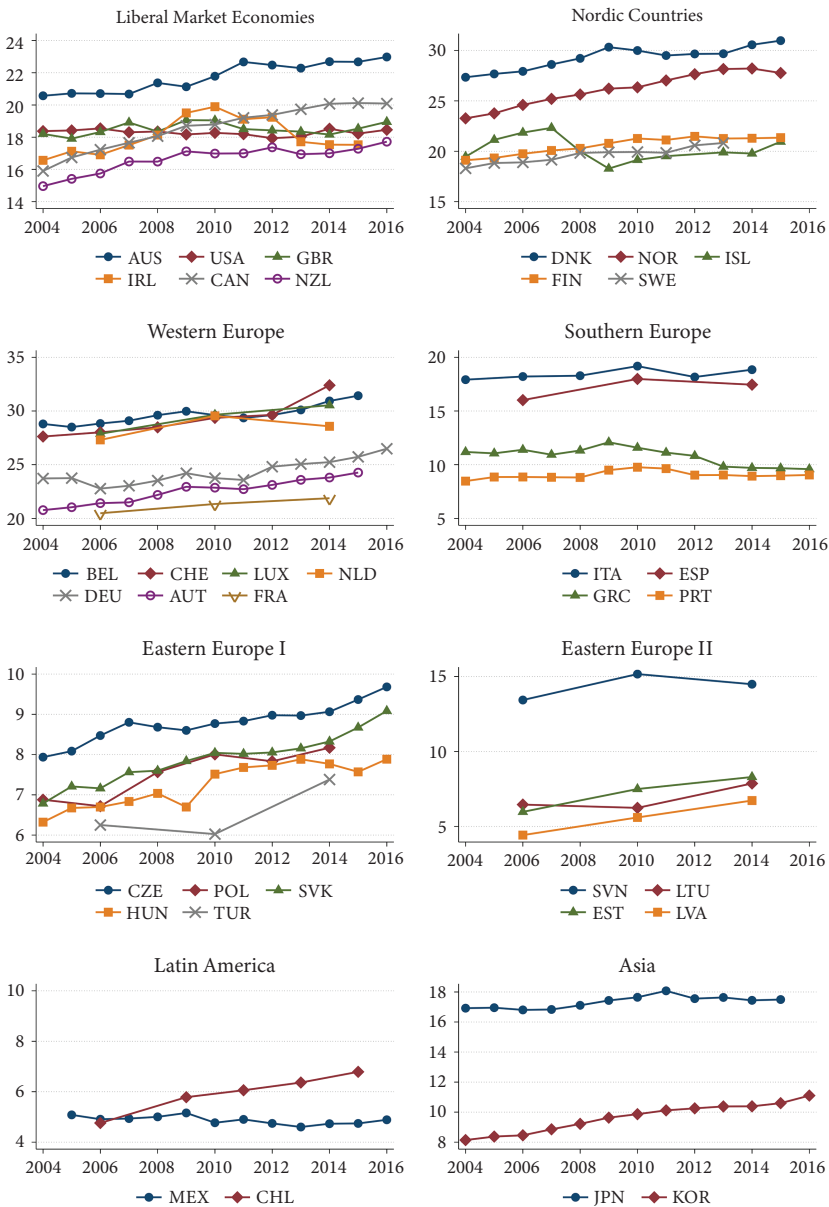 Liberal Market Economies
24
22
20
18
16
14
2004 2006 2008 2010 2012 2014 2016
AUS USA GBR
IRL CAN NZL
Nordic Countries
30
25
20
15
2004 2006 2008 2010 2012 2014 2016
DNK NOR ISL
FIN SWE
Western Europe
35
30
25
20
2004 2006 2008 2010 2012 2014 2016
BEL CHE LUX NLD
DEU AUT FRA
Southern Europe
20
15
10
5
2004 2006 2008 2010 2012 2014 2016
ITA ESP
GRC PRT
Eastern Europe I
10
9
8
7
6
2004 2006 2008 2010 2012 2014 2016
CZE POL SVK
HUN TUR
Eastern Europe II
15
10
5
2004 2006 2008 2010 2012 2014 2016
SVN LTU
EST LVA
Latin America
10
8
6
4
2004 2006 2008 2010 2012 2014 2016
MEX CHL
Asia
18
16
14
12
10
8
2004 2006 2008 2010 2012 2014 2016
JPN KOR